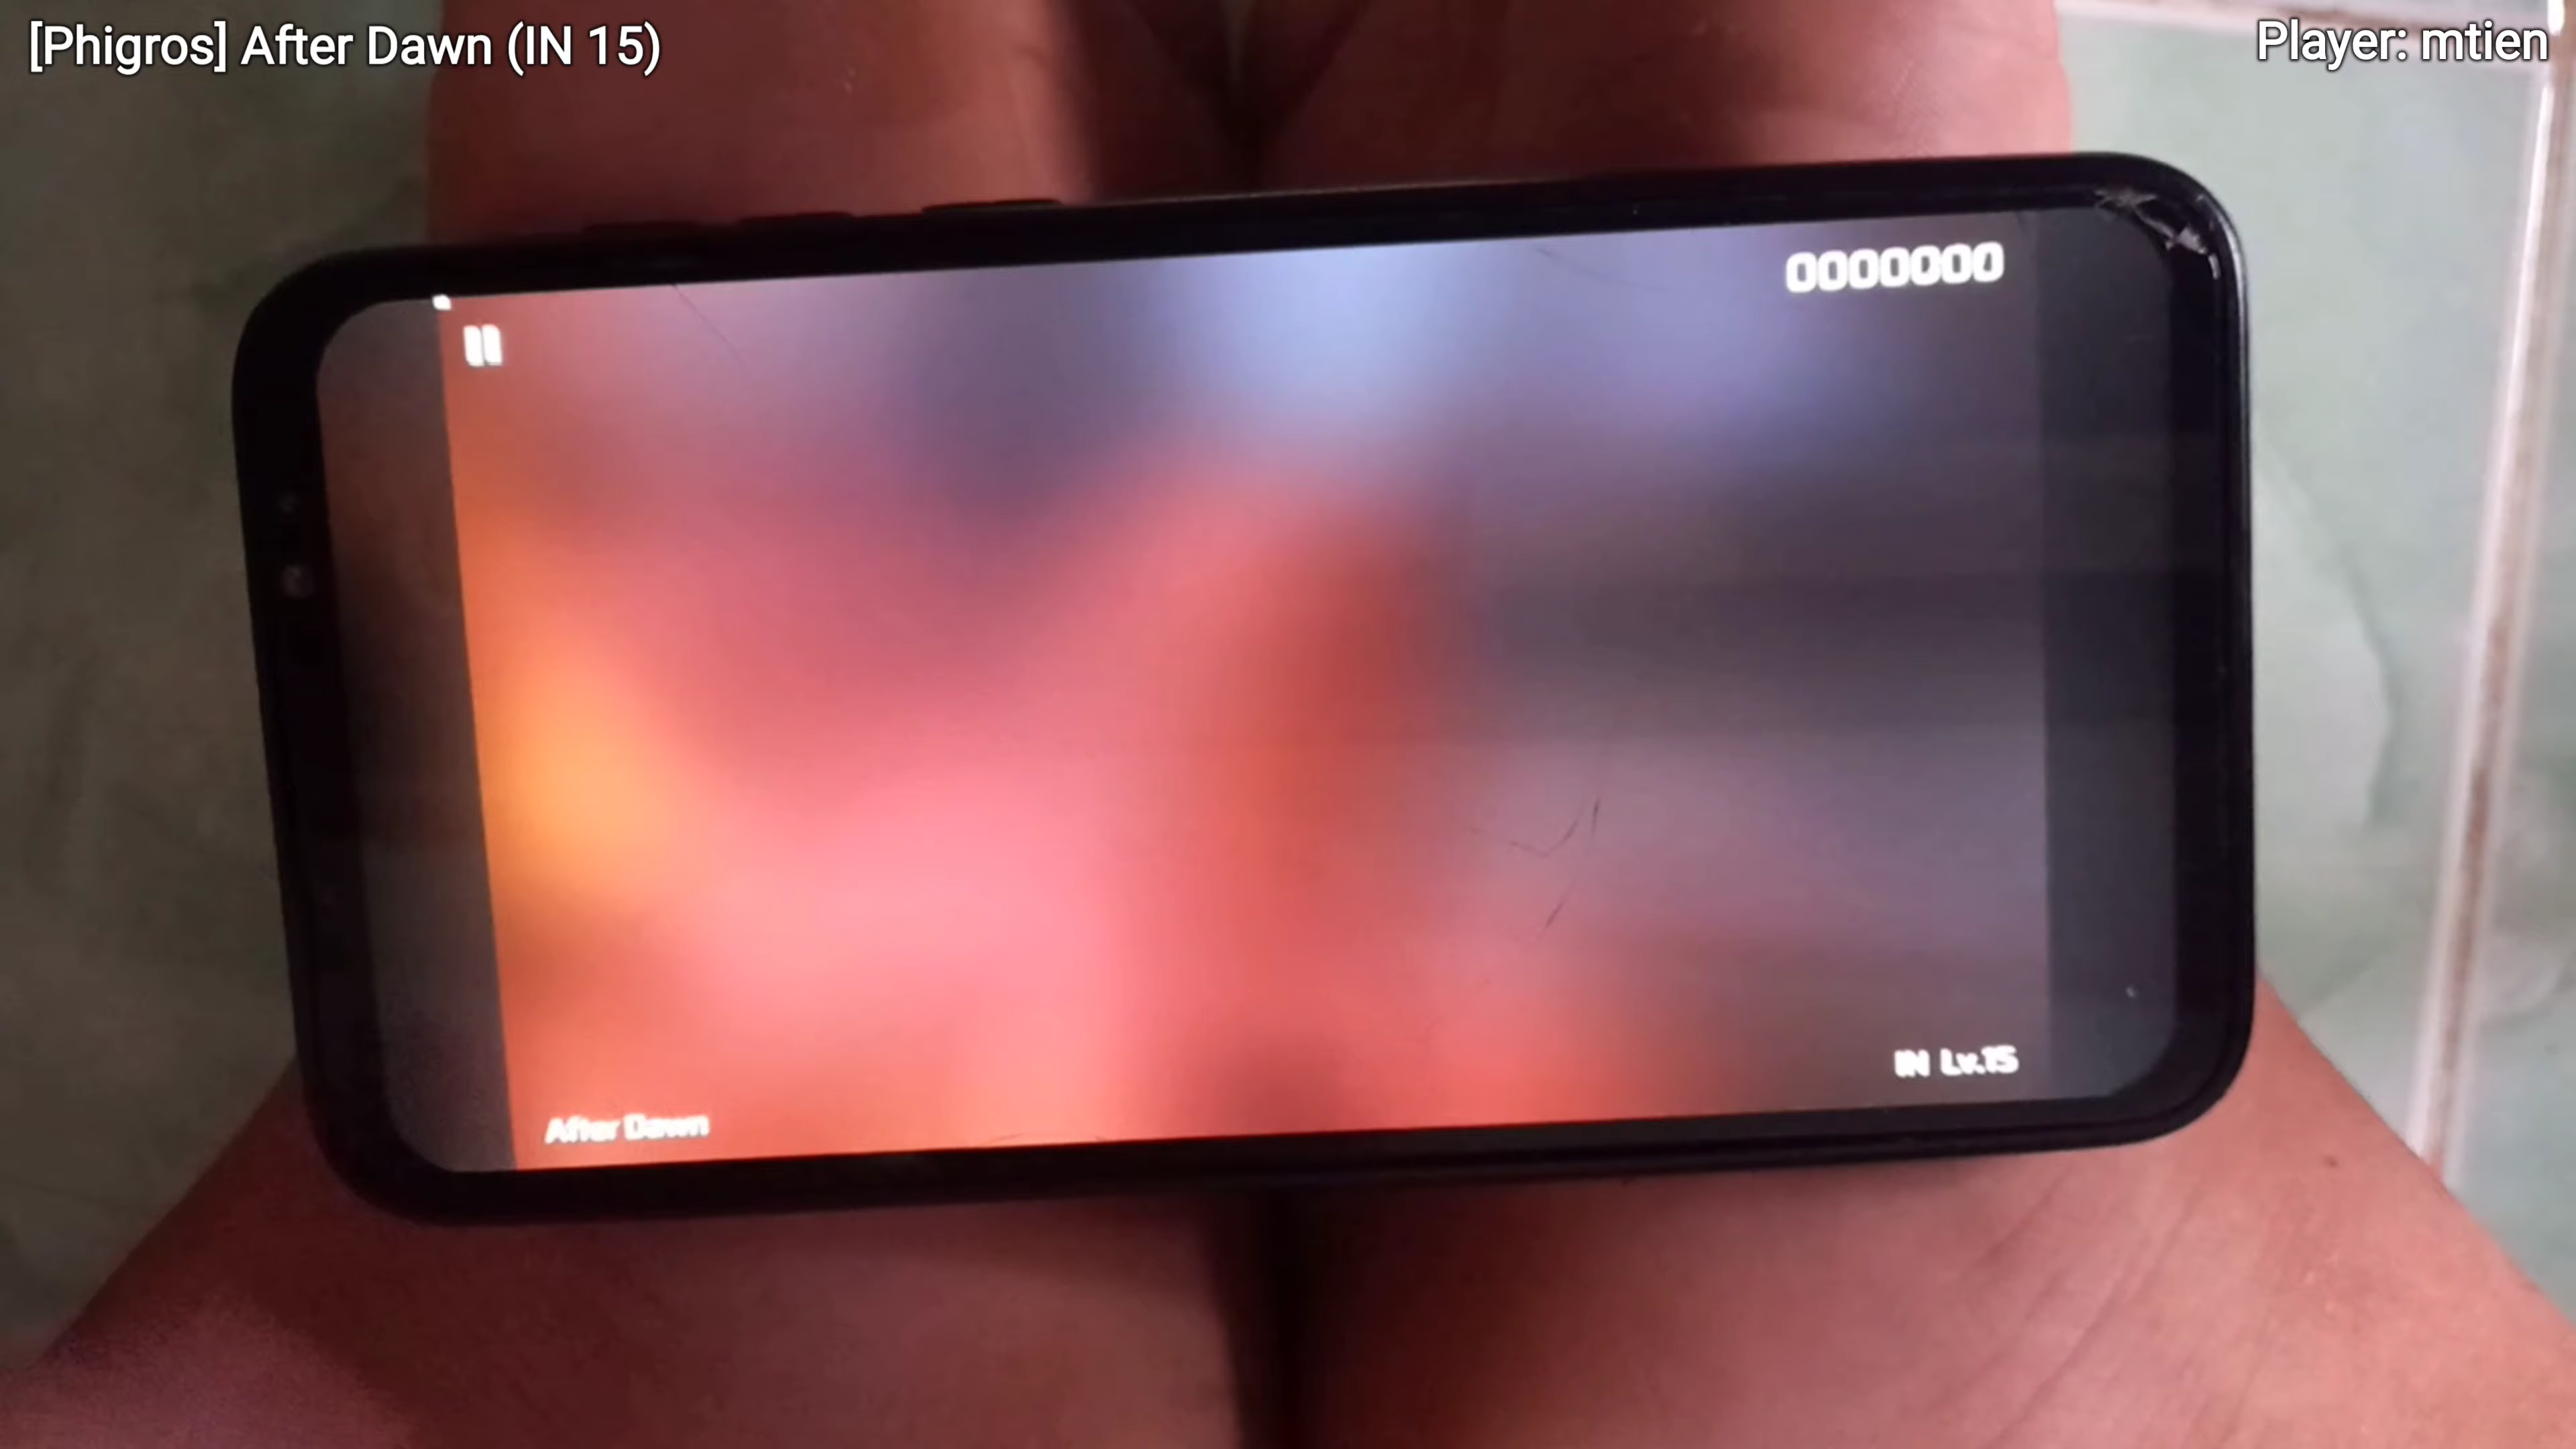 [Phigros] After Dawn (IN 15)
Player: mtien
0000000
After Dawn
IN Lv.15